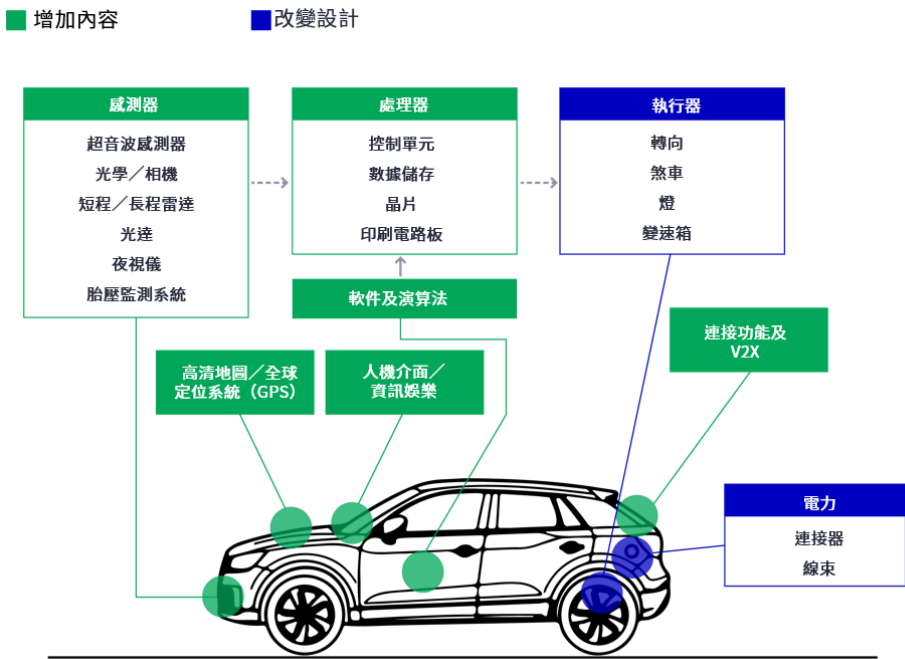 增加內容
改變設計
感測器
超音波感測器
光學／相機
短程／長程雷達
光達
夜視儀
胎壓監測系統
處理器
控制單元
數據儲存
晶片
印刷電路板
執行器
轉向
煞車
燈
變速箱
軟件及演算法
高清地圖／全球
定位系統（GPS）
人機介面／
資訊娛樂
連接功能及
V2X
電力
連接器
線束